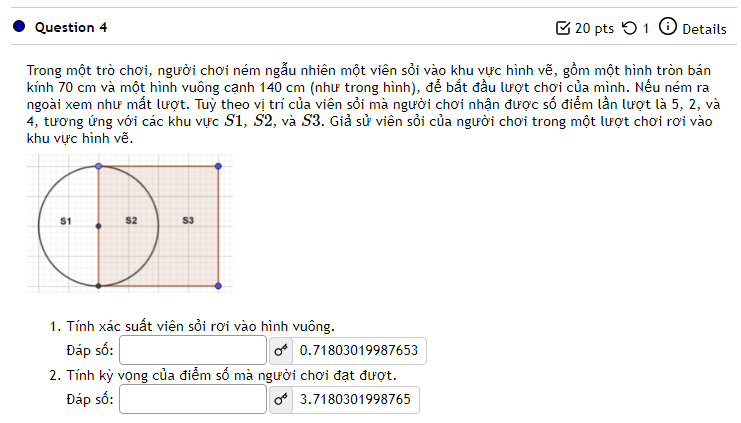 Question 4
20 pts 1 Details
Trong một trò chơi, người chơi ném ngẫu nhiên một viên sỏi vào khu vực hình vẽ, gồm một hình tròn bán
kính 70 cm và một hình vuông cạnh 140 cm (như trong hình), để bắt đầu lượt chơi của mình. Nếu ném ra
ngoài xem như mất lượt. Tuỳ theo vị trí của viên sỏi mà người chơi nhận được số điểm lần lượt là 5, 2, và
4, tương ứng với các khu vực S1, S2, và S3. Giả sử viên sỏi của người chơi trong một lượt chơi rơi vào
khu vực hình vẽ.
S1 S2 S3
1. Tính xác suất viên sỏi rơi vào hình vuông.
Đáp số: 0.71803019987653
2. Tính kỳ vọng của điểm số mà người chơi đạt đượt.
Đáp số: 3.7180301998765